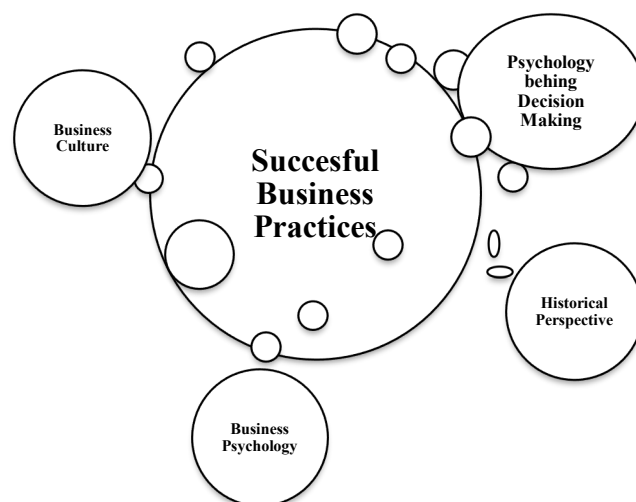 Psychology
behing
Decision
Making
Business
Culture
Succesful
Business
Practices
Historical
Perspective
Business
Psychology